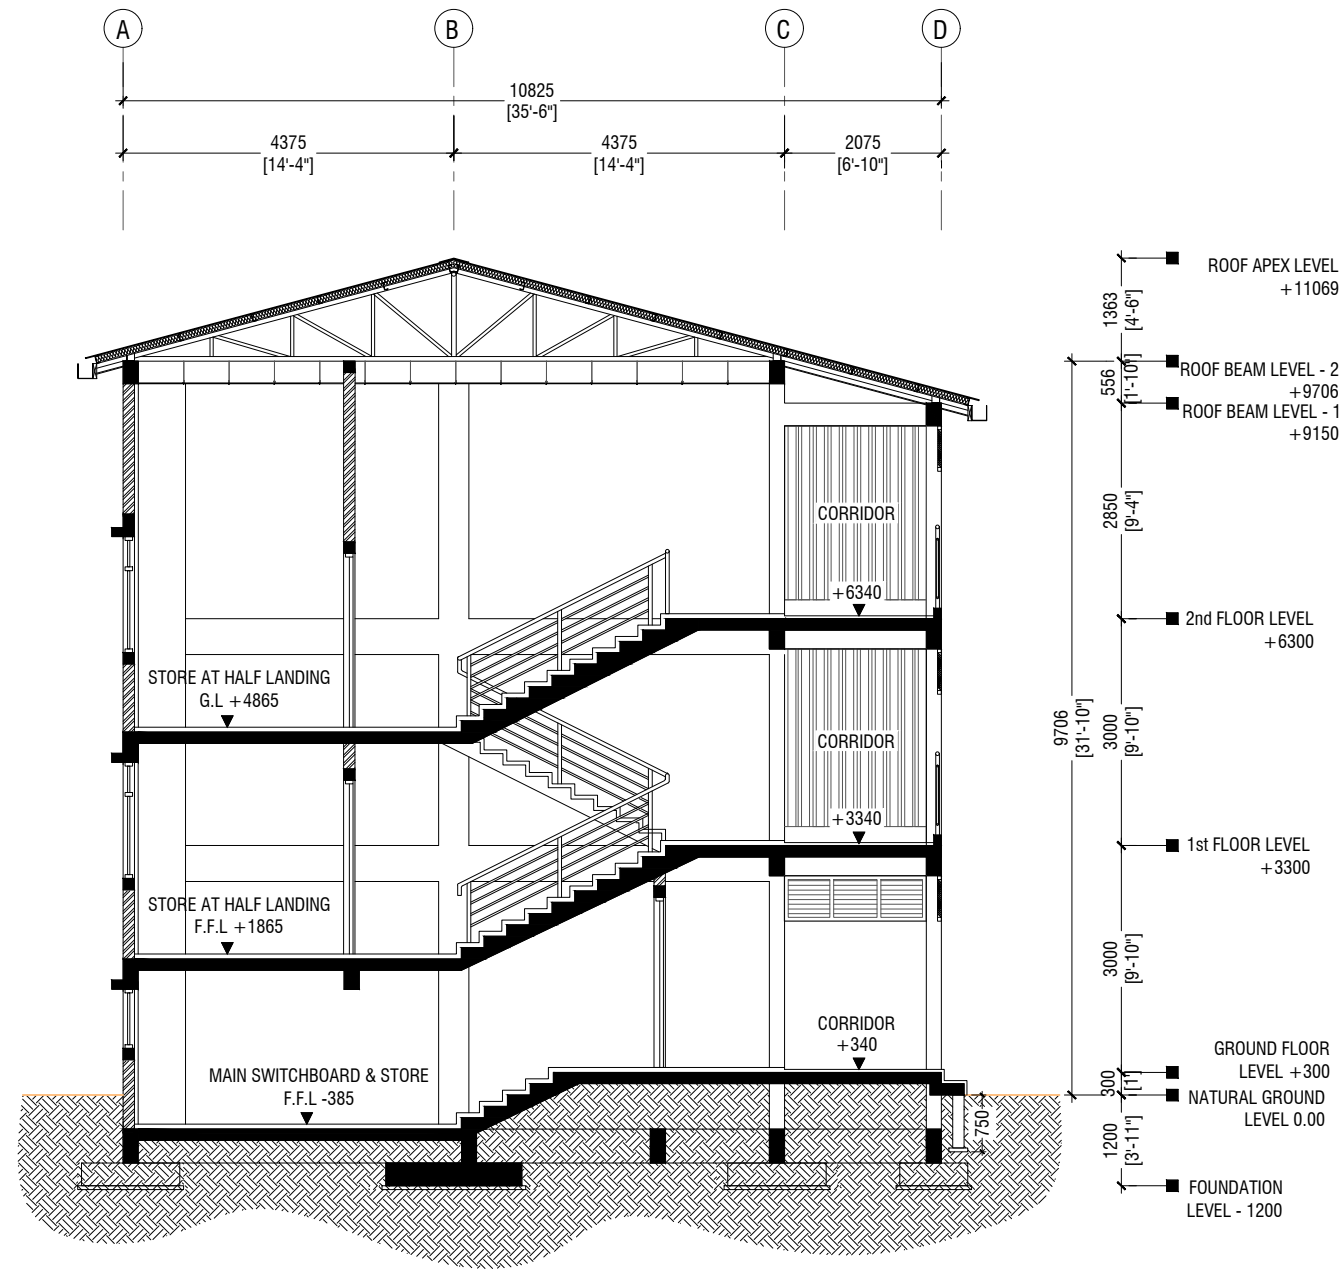 A B C D
10825
[35'-6"]
4375 4375 2075
[14'-4"] [14'-4"] [6'-10"]
ROOF APEX LEVEL
+11069
1363
[4'-6"]
ROOF BEAM LEVEL - 2
+9706
556
[1'-10"]
ROOF BEAM LEVEL - 1
+9150
CORRIDOR
2850
[9'-4"]
+6340
2nd FLOOR LEVEL
+6300
STORE AT HALF LANDING
G.L +4865
9706
[31'-10"]
3000
[9'-10"]
CORRIDOR
+3340
1st FLOOR LEVEL
+3300
STORE AT HALF LANDING
F.F.L +1865
3000
[9'-10"]
CORRIDOR
+340
MAIN SWITCHBOARD & STORE
F.F.L -385
GROUND FLOOR
LEVEL +300
300
[1']
NATURAL GROUND
LEVEL 0.00
750
1200
[3'-11"]
FOUNDATION
LEVEL - 1200